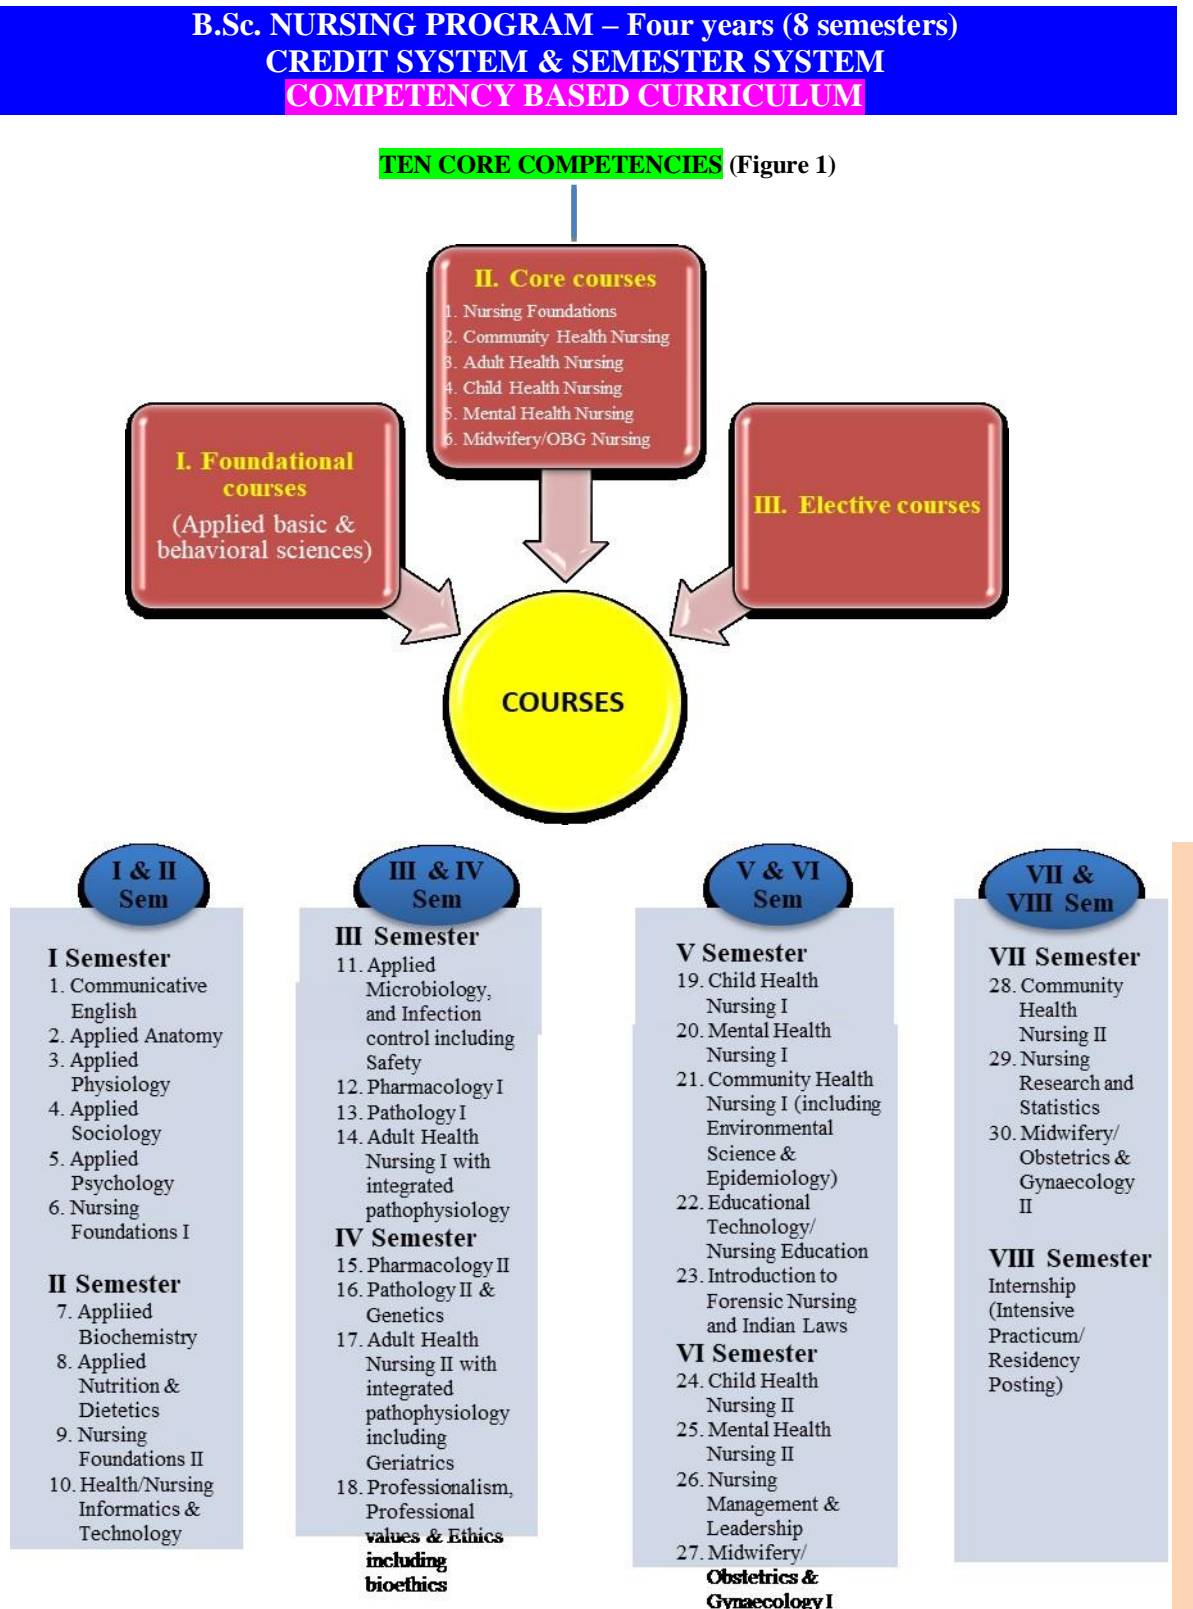 B.Sc. NURSING PROGRAM – Four years (8 semesters)
CREDIT SYSTEM & SEMESTER SYSTEM
COMPETENCY BASED CURRICULUM
TEN CORE COMPETENCIES (Figure 1)
II. Core courses
1. Nursing Foundations
2. Community Health Nursing
3. Adult Health Nursing
4. Child Health Nursing
5. Mental Health Nursing
6. Midwifery/OBG Nursing
I. Foundational
courses
(Applied basic &
behavioral sciences)
III. Elective courses
COURSES
I & II
Sem
I Semester
1. Communicative
English
2. Applied Anatomy
3. Applied
Physiology
4. Applied
Sociology
5. Applied
Psychology
6. Nursing
Foundations I
II Semester
7. Appliied
Biochemistry
8. Applied
Nutrition &
Dietetics
9. Nursing
Foundations II
10. Health/Nursing
Informatics &
Technology
III & IV
Sem
III Semester
11. Applied
Microbiology,
and Infection
control including
Safety
12. Pharmacology I
13. Pathology I
14. Adult Health
Nursing I with
integrated
pathophysiology
IV Semester
15. Pharmacology II
16. Pathology II &
Genetics
17. Adult Health
Nursing II with
integrated
pathophysiology
including
Geriatrics
18. Professionalism,
Professional
values & Ethics
including
bioethics
V & VI
Sem
V Semester
19. Child Health
Nursing I
20. Mental Health
Nursing I
21. Community Health
Nursing I (including
Environmental
Science &
Epidemiology)
22. Educational
Technology/
Nursing Education
23. Introduction to
Forensic Nursing
and Indian Laws
VI Semester
24. Child Health
Nursing II
25. Mental Health
Nursing II
26. Nursing
Management &
Leadership
27. Midwifery/
Obstetrics &
Gynaecology I
VII &
VIII Sem
VII Semester
28. Community
Health
Nursing II
29. Nursing
Research and
Statistics
30. Midwifery/
Obstetrics &
Gynaecology
II
VIII Semester
Internship
(Intensive
Practicum/
Residency
Posting)